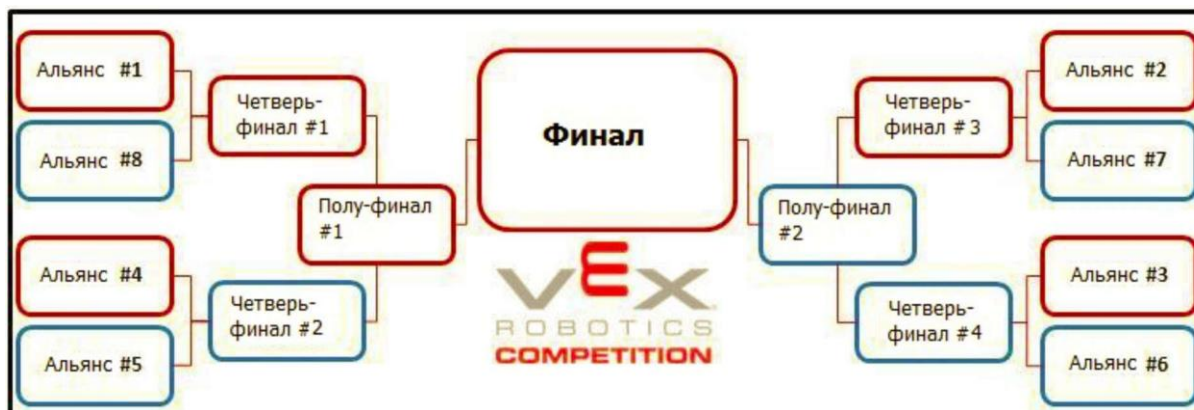 Альянс #1
Альянс #8
Четверь-
финал #1
Альянс #4
Альянс #5
Четверь-
финал #2
Полу-финал
#1
Финал
VEX
ROBOTICS
COMPETITION
Полу-финал
#2
Четверь-
финал #3
Альянс #2
Альянс #7
Четверь-
финал #4
Альянс #3
Альянс #6